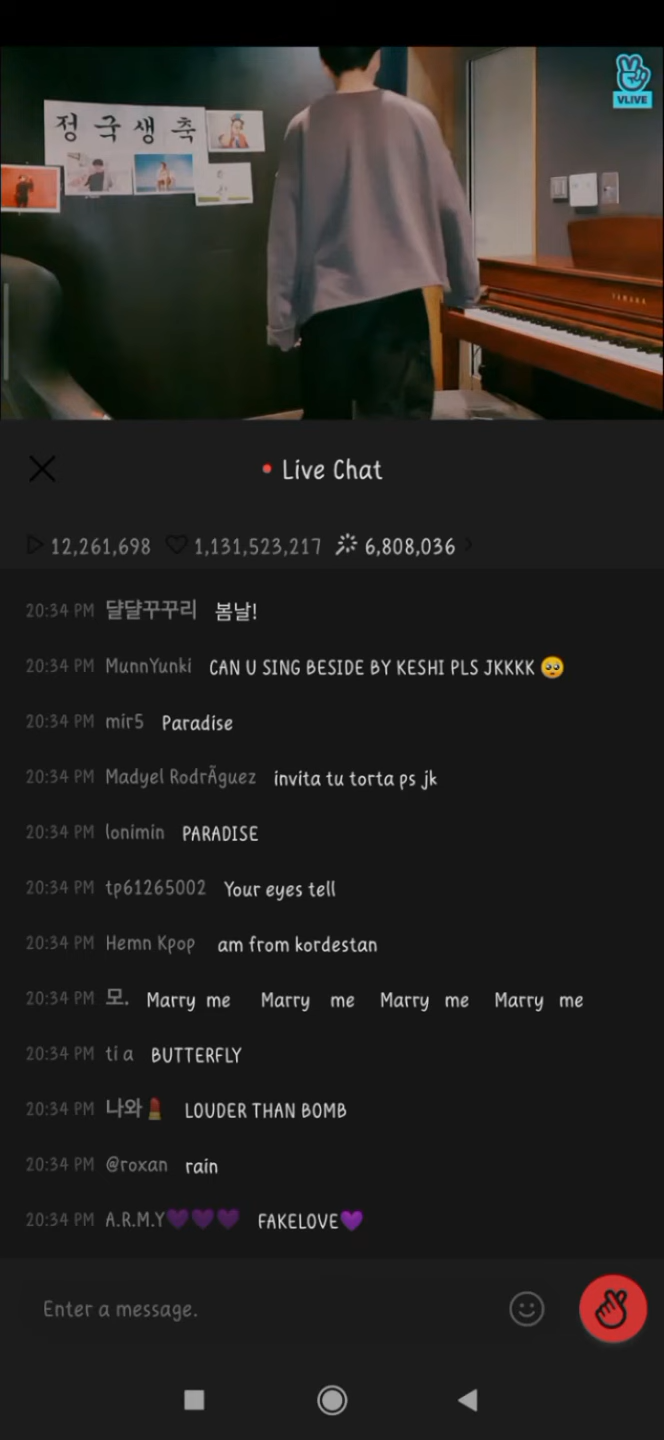 VLIVE
정국생축
YAMAHA
Live Chat
12,261,698 1,131,523,217 6,808,036
20:34 PM 댤댤꾸꾸리 봄날!
20:34 PM MunnYunki CAN U SING BESIDE BY KESHI PLS JKKKK 🥺
20:34 PM mir5 Paradise
20:34 PM Madyel RodrÃguez invita tu torta ps jk
20:34 PM lonimin PARADISE
20:34 PM tp61265002 Your eyes tell
20:34 PM Hemn Kpop am from kordestan
20:34 PM 모. Marry me Marry me Marry me Marry me
20:34 PM ti a BUTTERFLY
20:34 PM 나와💄 LOUDER THAN BOMB
20:34 PM @roxan rain
20:34 PM A.R.M.Y💜💜💜 FAKELOVE💜
Enter a message.